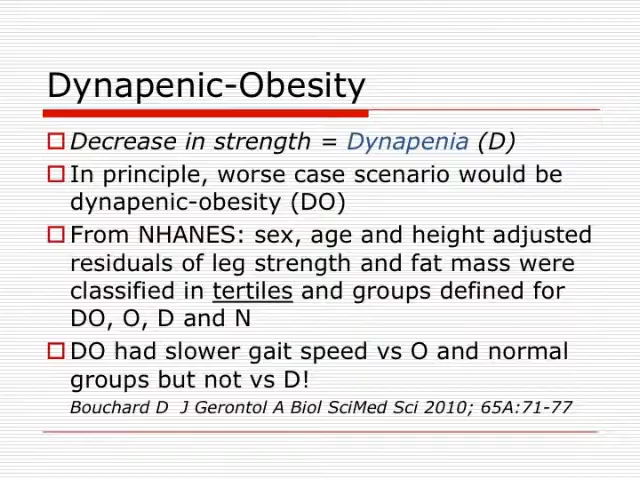 Dynapenic-Obesity
Decrease in strength = Dynapenia (D)
In principle, worse case scenario would be
dynapenic-obesity (DO)
From NHANES: sex, age and height adjusted
residuals of leg strength and fat mass were
classified in tertiles and groups defined for
DO, O, D and N
DO had slower gait speed vs O and normal
groups but not vs D!
Bouchard D J Gerontol A Biol SciMed Sci 2010; 65A:71-77